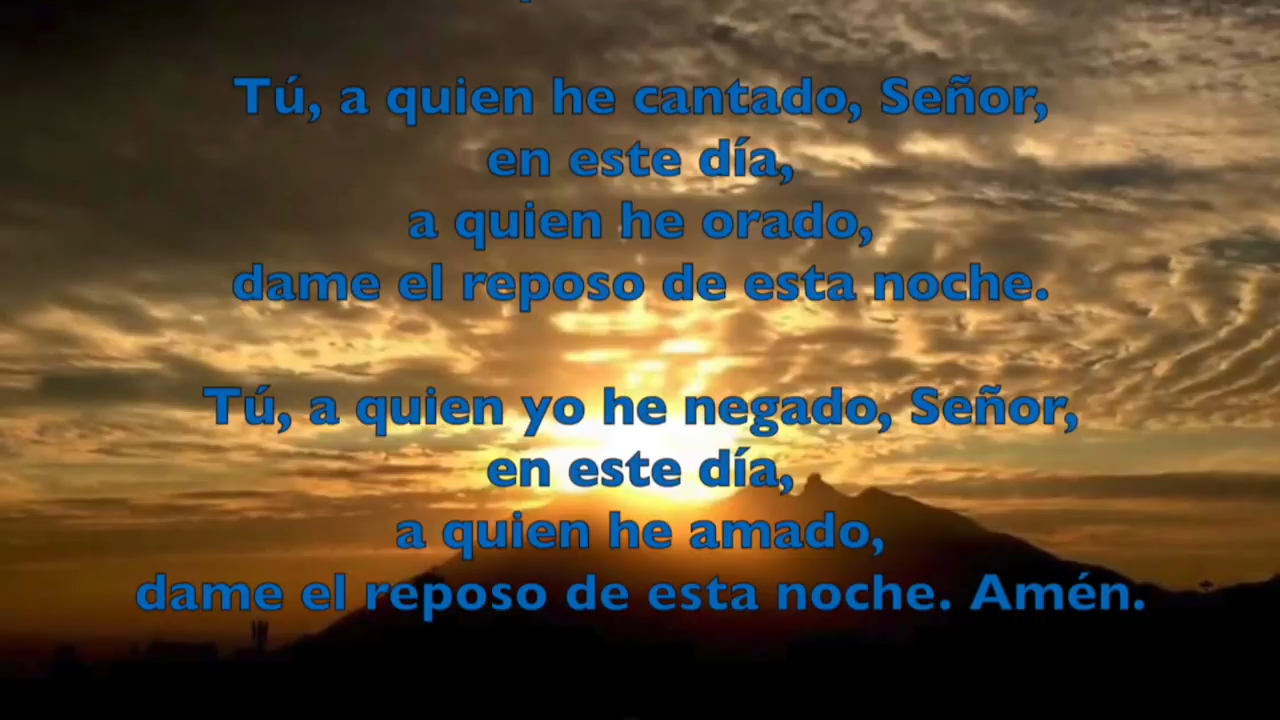 Tú, a quien he cantado, Señor,
en este día,
a quien he orado,
dame el reposo de esta noche.
Tú, a quien yo he negado, Señor,
en este día,
a quien he amado,
dame el reposo de esta noche. Amén.